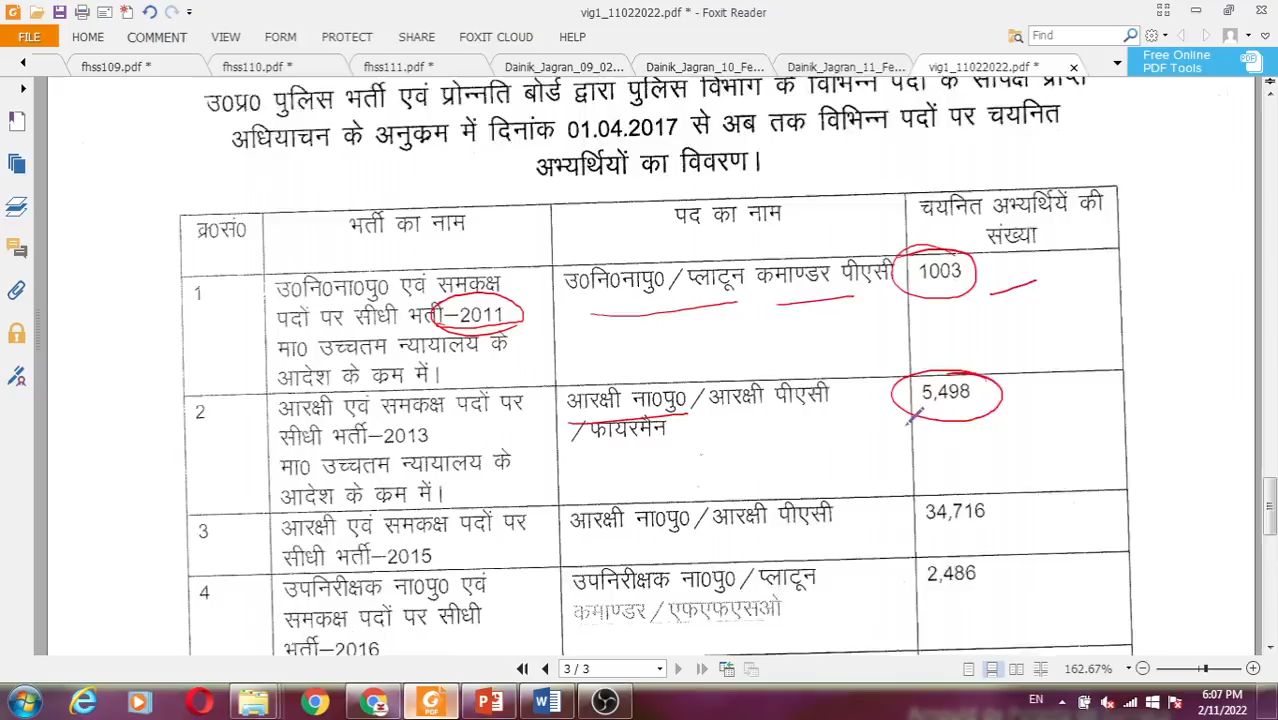 vig1_11022022.pdf * - Foxit Reader
FILE HOME COMMENT VIEW FORM PROTECT SHARE FOXIT CLOUD HELP Find
fhss109.pdf * fhss110.pdf * fhss111.pdf * Dainik_Jagran_09_02... Dainik_Jagran_10_Fe... Dainik_Jagran_11_Fe... vig1_11022022.pdf * Free Online
PDF Tools
उ0प्र0 पुलिस भर्ती एवं प्रोन्नति बोर्ड द्वारा पुलिस विभाग के विभिन्न पदों के सापेक्ष प्राप्त
अधियाचन के अनुक्रम में दिनांक 01.04.2017 से अब तक विभिन्न पदों पर चयनित
अभ्यर्थियों का विवरण।
क्र0सं0 भर्ती का नाम पद का नाम चयनित अभ्यर्थियें की
संख्या
1 उ0नि0ना0पु0 एवं समकक्ष उ0नि0नापु0/प्लाटून कमाण्डर पीएसी 1003
पदों पर सीधी भर्ती–2011
मा0 उच्चतम न्यायालय के
आदेश के क्रम में।
2 आरक्षी एवं समकक्ष पदों पर आरक्षी ना0पु0/आरक्षी पीएसी 5,498
सीधी भर्ती–2013 /फायरमैन
मा0 उच्चतम न्यायालय के
आदेश के क्रम में।
3 आरक्षी एवं समकक्ष पदों पर आरक्षी ना0पु0/आरक्षी पीएसी 34,716
सीधी भर्ती–2015
4 उपनिरीक्षक ना0पु0 एवं उपनिरीक्षक ना0पु0/प्लाटून 2,486
समकक्ष पदों पर सीधी कमाण्डर/एफएफएसओ
भर्ती–2016
3 / 3 162.67%
EN 6:07 PM
2/11/2022